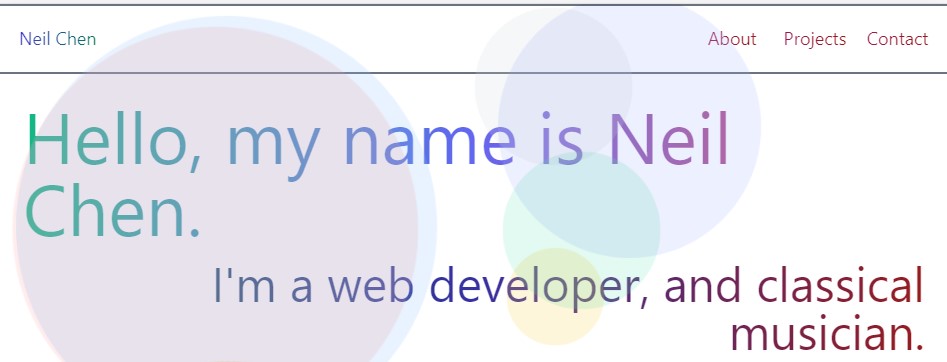 Neil Chen
About Projects Contact
Hello, my name is Neil
Chen.
I'm a web developer, and classical
musician.